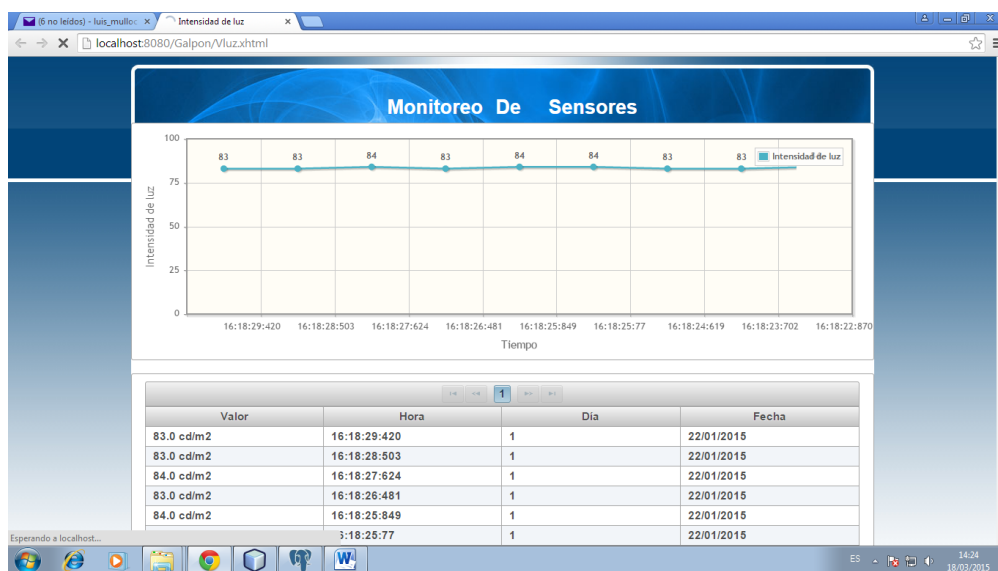 (6 no leídos) - luis_mulloc
Intensidad de luz
localhost:8080/Galpon/Vluz.xhtml
Monitoreo De Sensores
100
75
50
25
0
Intensidad de luz
83 83 84 83 84 84 83 83
Intensidad de luz
16:18:29:420 16:18:28:503 16:18:27:624 16:18:26:481 16:18:25:849 16:18:25:77 16:18:24:619 16:18:23:702 16:18:22:870
Tiempo
1
Valor Hora Día Fecha
83.0 cd/m2 16:18:29:420 1 22/01/2015
83.0 cd/m2 16:18:28:503 1 22/01/2015
84.0 cd/m2 16:18:27:624 1 22/01/2015
83.0 cd/m2 16:18:26:481 1 22/01/2015
84.0 cd/m2 16:18:25:849 1 22/01/2015
:18:25:77 1 22/01/2015
Esperando a localhost...
ES
14:24
18/03/2015